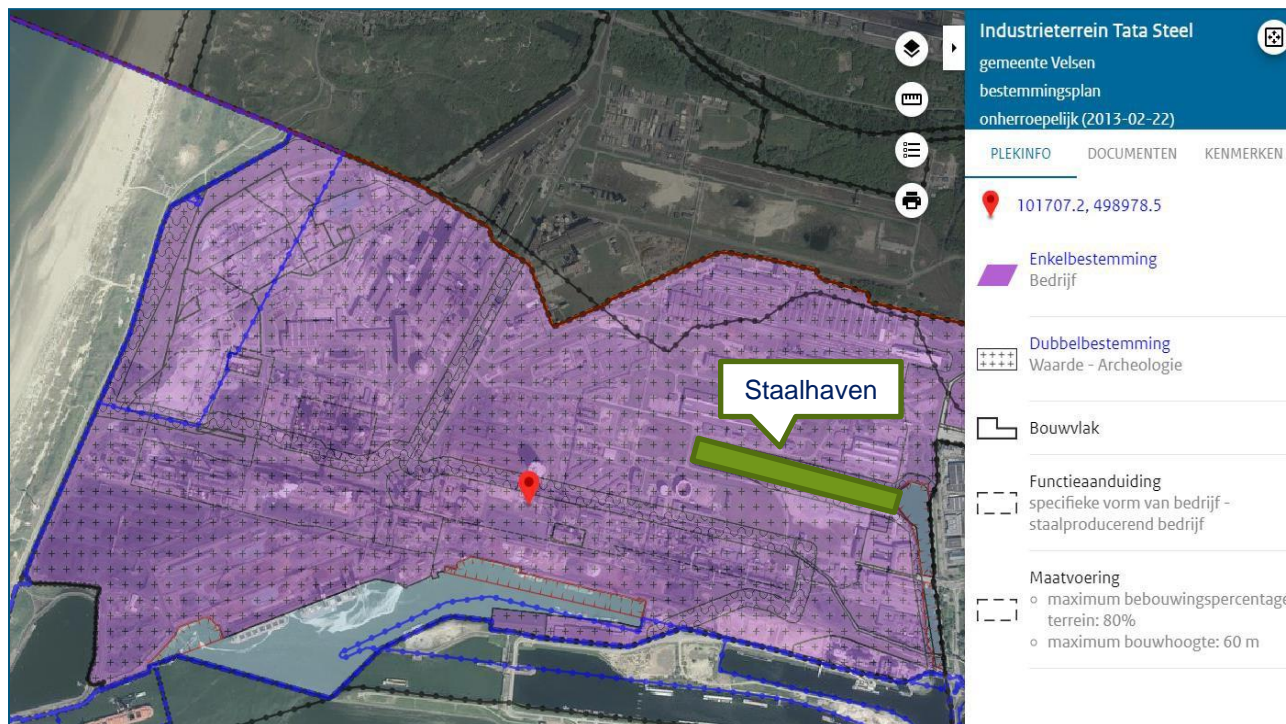 Staalhaven
Industrieterrein Tata Steel
gemeente Velsen
bestemmingsplan
onherroepelijk (2013-02-22)
PLEKINFO DOCUMENTEN KENMERKEN
101707.2, 498978.5
Enkelbestemming
Bedrijf
Dubbelbestemming
Waarde - Archeologie
Bouwvlak
Functieaanduiding
specifieke vorm van bedrijf -
staalproducerend bedrijf
Maatvoering
maximum bebouwingspercentage
terrein: 80%
maximum bouwhoogte: 60 m